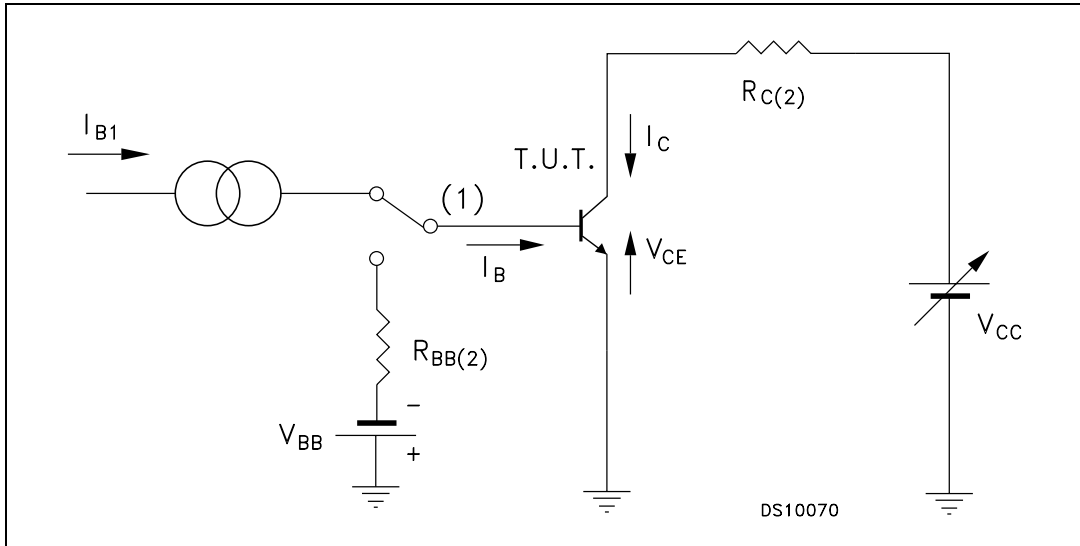 R_C(2)
I_B1
I_C
T.U.T.
(1)
V_CE
I_B
V_CC
R_BB(2)
-
V_BB
+
DS10070